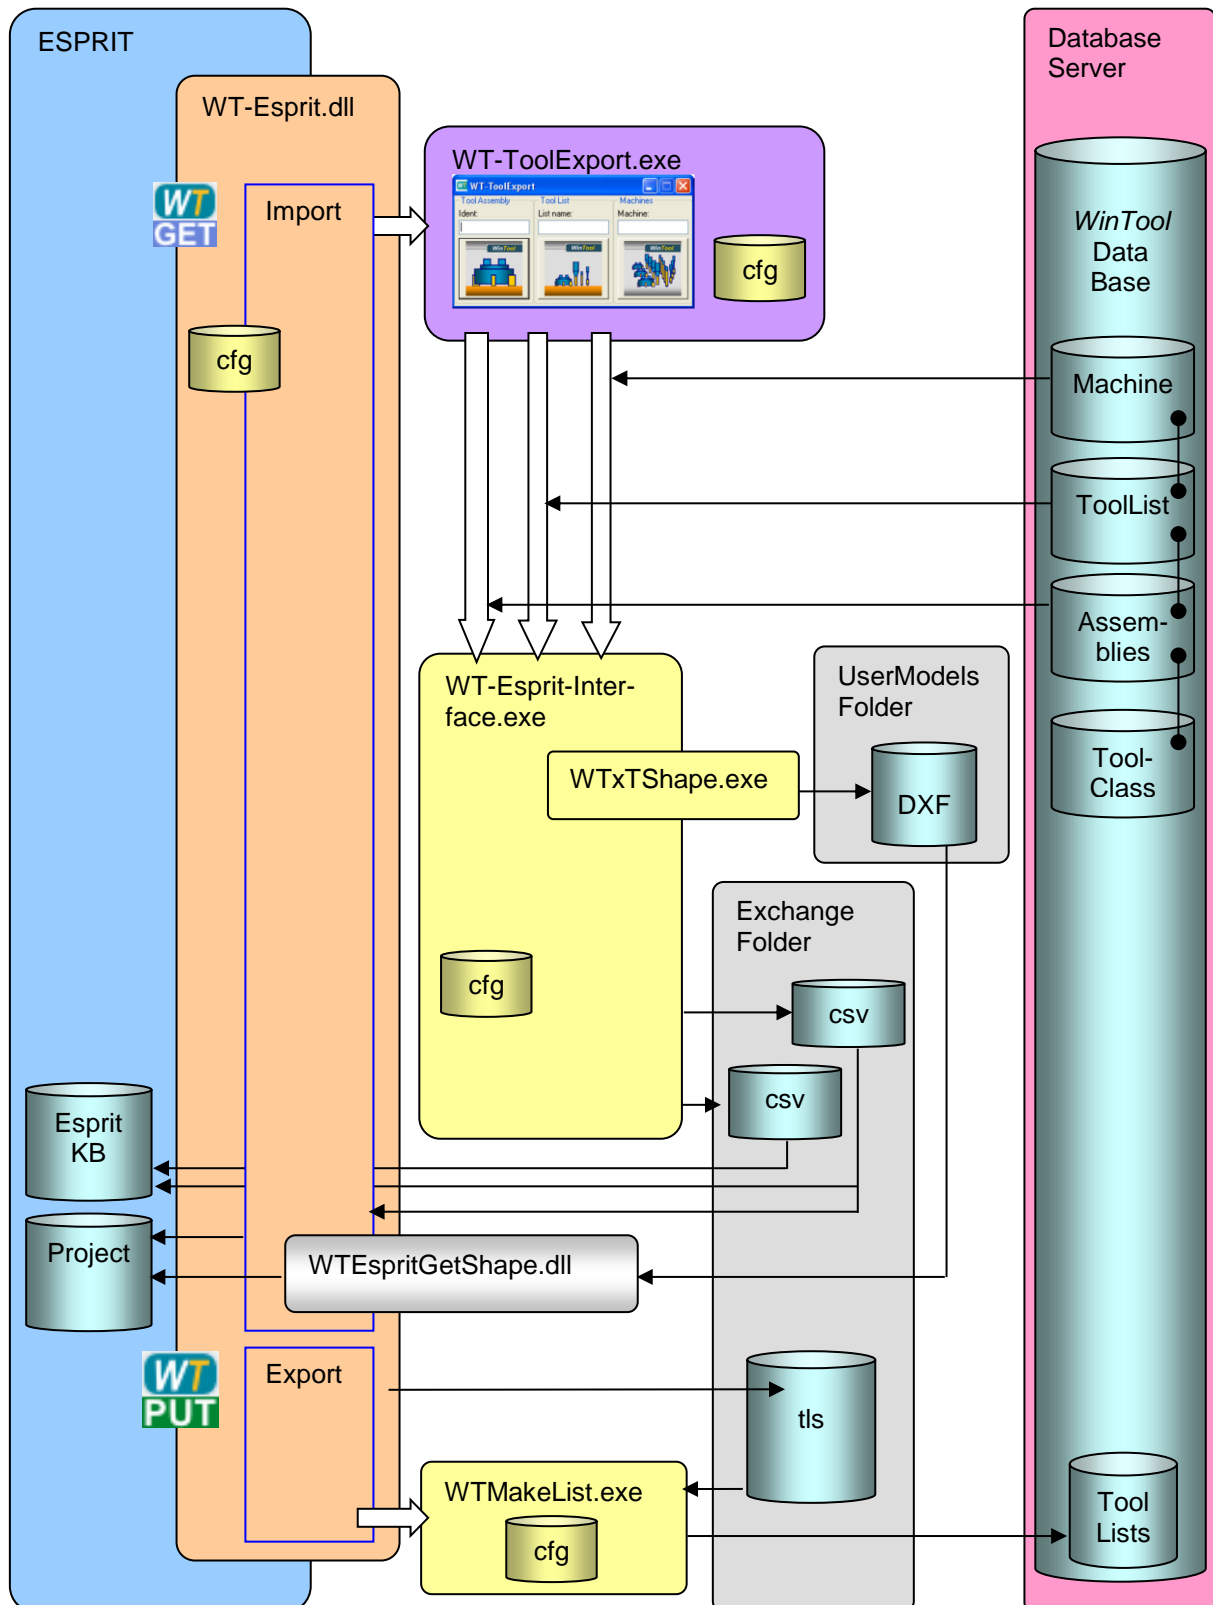 ESPRIT
WT-Esprit.dll
WT
GET
Import
cfg
WT-ToolExport.exe
WT-ToolExport
Tool Assembly
Tool List
Machines
Ident:
List name:
Machine:
WinTool
WinTool
WinTool
cfg
Database
Server
WinTool
Data
Base
Machine
ToolList
Assem-
blies
Tool-
Class
WT-Esprit-Inter-
face.exe
WTxTShape.exe
cfg
UserModels
Folder
DXF
Exchange
Folder
csv
csv
Esprit
KB
Project
WTEspritGetShape.dll
WT
PUT
Export
tls
WTMakeList.exe
cfg
Tool
Lists